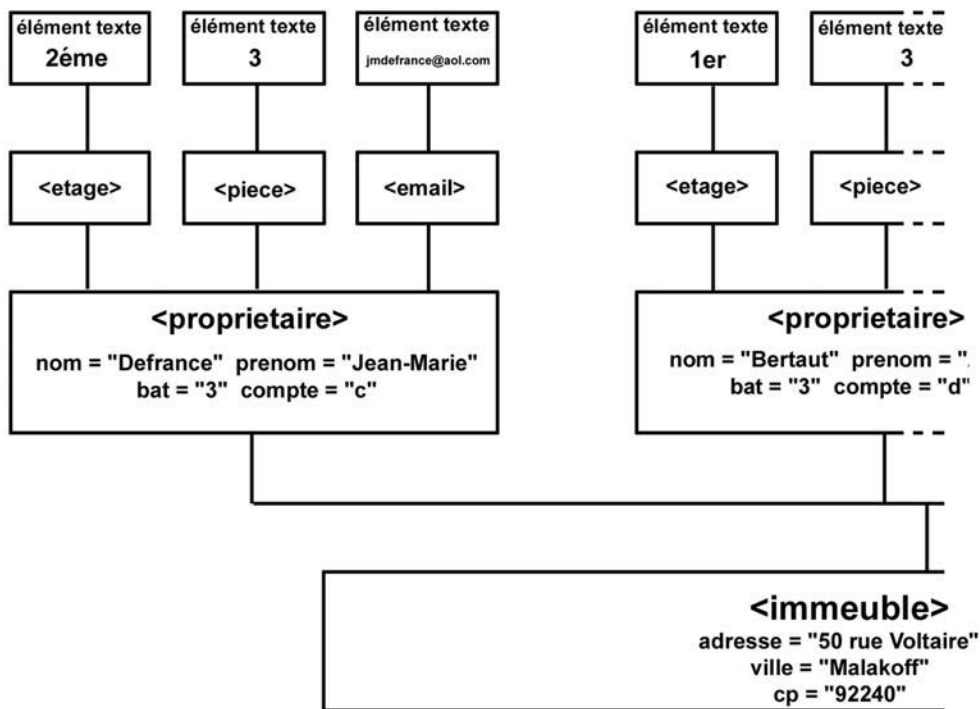 élément texte
2éme
élément texte
3
élément texte
jmdefrance@aol.com
élément texte
1er
élément texte
3
<etage>
<piece>
<email>
<etage>
<piece>
<proprietaire>
nom = "Defrance" prenom = "Jean-Marie"
bat = "3" compte = "c"
<proprietaire>
nom = "Bertaut" prenom = "
bat = "3" compte = "d"
<immeuble>
adresse = "50 rue Voltaire"
ville = "Malakoff"
cp = "92240"